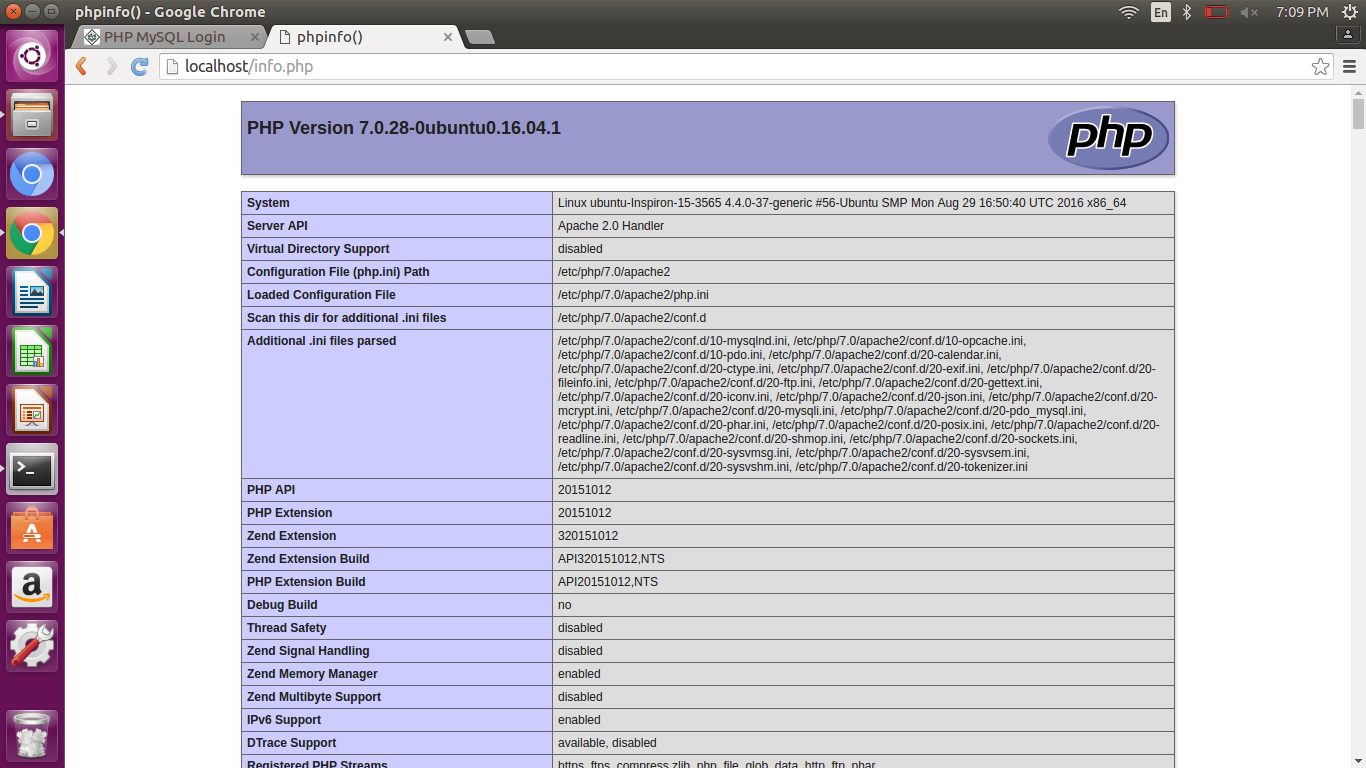 phpinfo() - Google Chrome
En
7:09 PM
PHP MySQL Login
phpinfo()
localhost/info.php
PHP Version 7.0.28-0ubuntu0.16.04.1
php
System Linux ubuntu-Inspiron-15-3565 4.4.0-37-generic #56-Ubuntu SMP Mon Aug 29 16:50:40 UTC 2016 x86_64
Server API Apache 2.0 Handler
Virtual Directory Support disabled
Configuration File (php.ini) Path /etc/php/7.0/apache2
Loaded Configuration File /etc/php/7.0/apache2/php.ini
Scan this dir for additional .ini files /etc/php/7.0/apache2/conf.d
Additional .ini files parsed /etc/php/7.0/apache2/conf.d/10-mysqlnd.ini, /etc/php/7.0/apache2/conf.d/10-opcache.ini,
/etc/php/7.0/apache2/conf.d/10-pdo.ini, /etc/php/7.0/apache2/conf.d/20-calendar.ini,
/etc/php/7.0/apache2/conf.d/20-ctype.ini, /etc/php/7.0/apache2/conf.d/20-exif.ini, /etc/php/7.0/apache2/conf.d/20-
fileinfo.ini, /etc/php/7.0/apache2/conf.d/20-ftp.ini, /etc/php/7.0/apache2/conf.d/20-gettext.ini,
/etc/php/7.0/apache2/conf.d/20-iconv.ini, /etc/php/7.0/apache2/conf.d/20-json.ini, /etc/php/7.0/apache2/conf.d/20-
mcrypt.ini, /etc/php/7.0/apache2/conf.d/20-mysqli.ini, /etc/php/7.0/apache2/conf.d/20-pdo_mysql.ini,
/etc/php/7.0/apache2/conf.d/20-phar.ini, /etc/php/7.0/apache2/conf.d/20-posix.ini, /etc/php/7.0/apache2/conf.d/20-
readline.ini, /etc/php/7.0/apache2/conf.d/20-shmop.ini, /etc/php/7.0/apache2/conf.d/20-sockets.ini,
/etc/php/7.0/apache2/conf.d/20-sysvmsg.ini, /etc/php/7.0/apache2/conf.d/20-sysvsem.ini,
/etc/php/7.0/apache2/conf.d/20-sysvshm.ini, /etc/php/7.0/apache2/conf.d/20-tokenizer.ini
PHP API 20151012
PHP Extension 20151012
Zend Extension 320151012
Zend Extension Build API320151012,NTS
PHP Extension Build API20151012,NTS
Debug Build no
Thread Safety disabled
Zend Signal Handling disabled
Zend Memory Manager enabled
Zend Multibyte Support disabled
IPv6 Support enabled
DTrace Support available, disabled
Registered PHP Streams https, ftps, compress.zlib, php, file, glob, data, http, ftp, phar